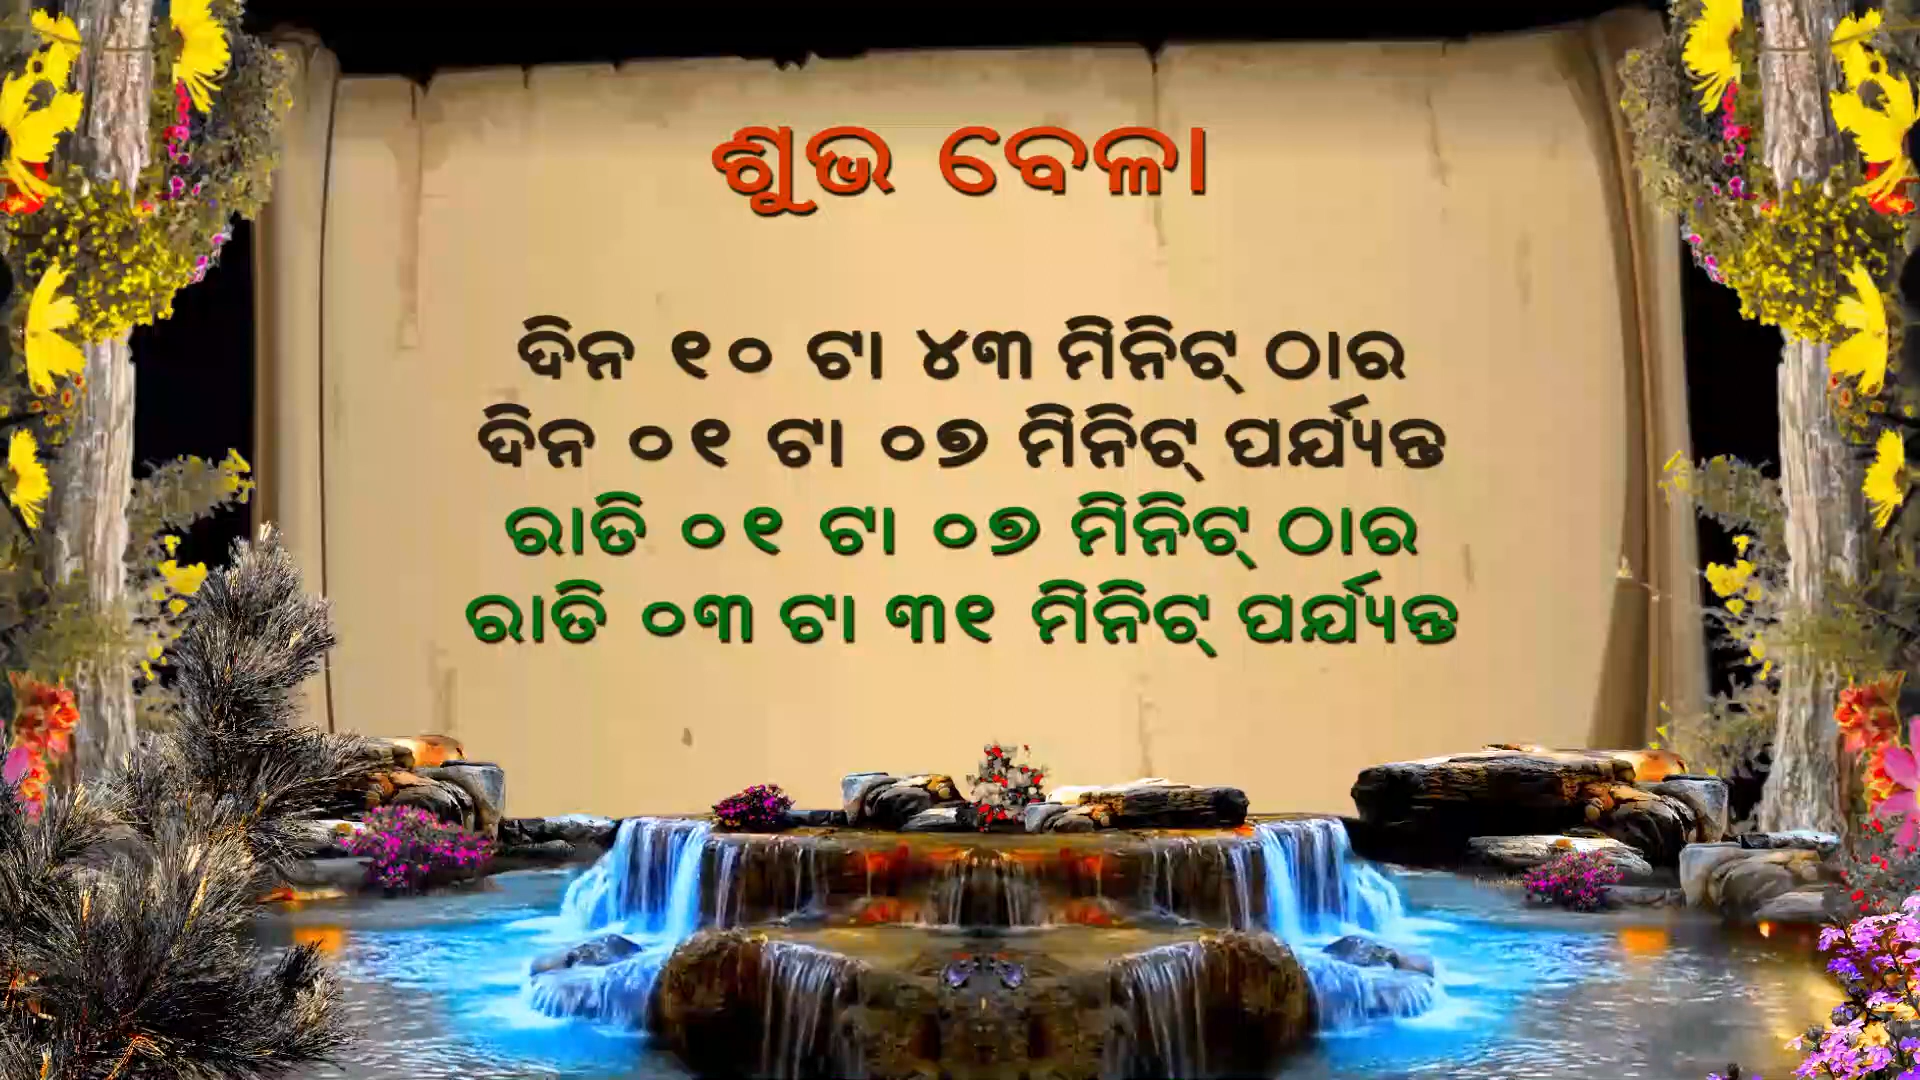 ଶୁଭ ବେଳା
ଦିନ ୧୦ ଟା ୪୩ ମିନିଟ୍ ଠାର
ଦିନ ୦୧ ଟା ୦୭ ମିନିଟ୍ ପର୍ଯ୍ୟନ୍ତ
ରାତି ୦୧ ଟା ୦୭ ମିନିଟ୍ ଠାର
ରାତି ୦୩ ଟା ୩୧ ମିନିଟ୍ ପର୍ଯ୍ୟନ୍ତ